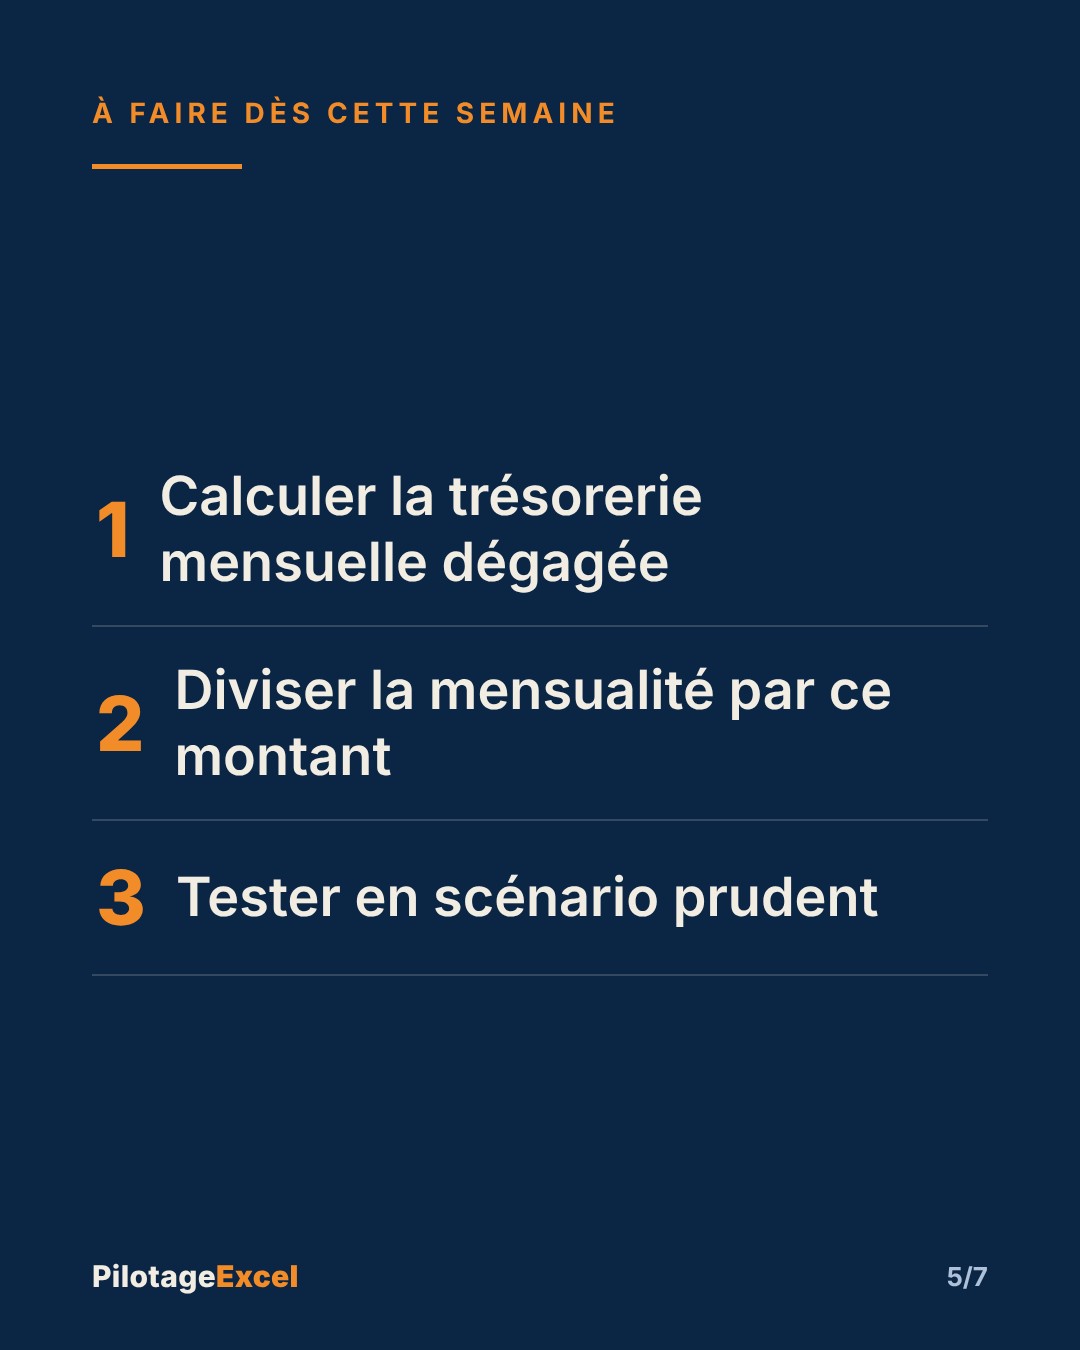 À FAIRE DÈS CETTE SEMAINE
1 Calculer la trésorerie
mensuelle dégagée
2 Diviser la mensualité par ce
montant
3 Tester en scénario prudent
PilotageExcel
5/7